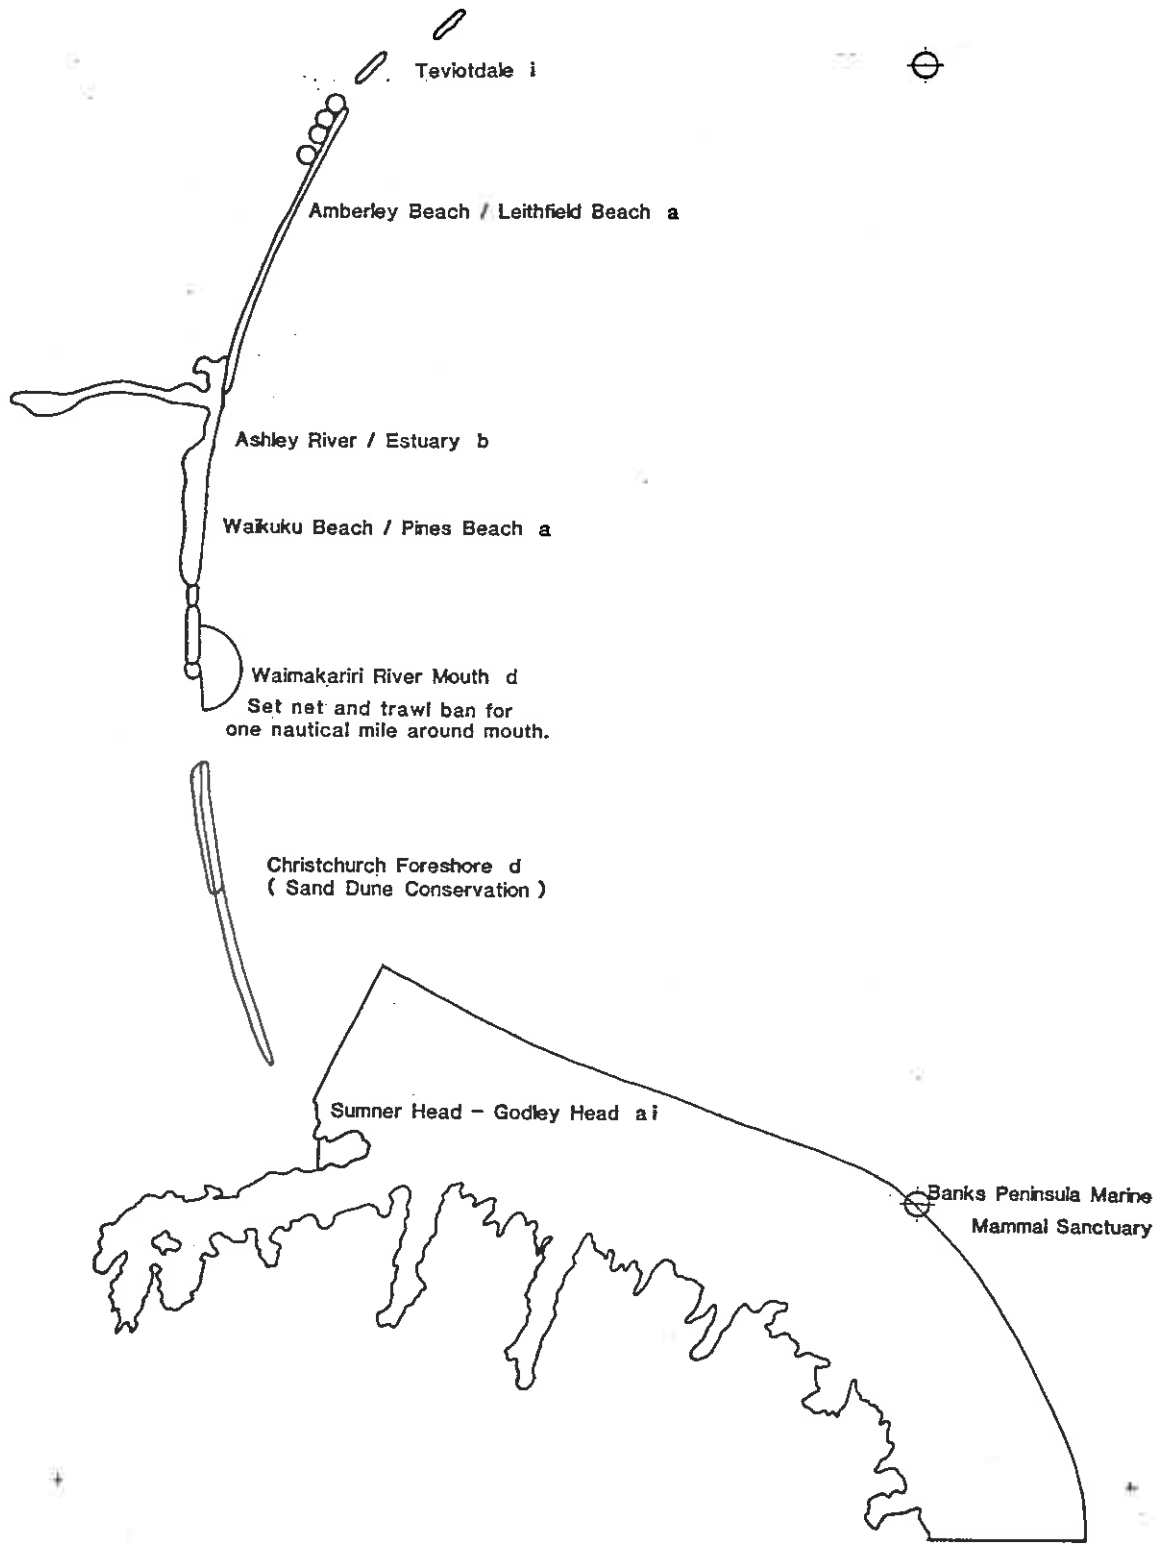 Teviotdale i
Amberley Beach / Leithfield Beach a
Ashley River / Estuary b
Waikuku Beach / Pines Beach a
Waimakariri River Mouth d
Set net and trawl ban for
one nautical mile around mouth.
Christchurch Foreshore d
( Sand Dune Conservation )
Sumner Head - Godley Head a i
Banks Peninsula Marine
Mammal Sanctuary